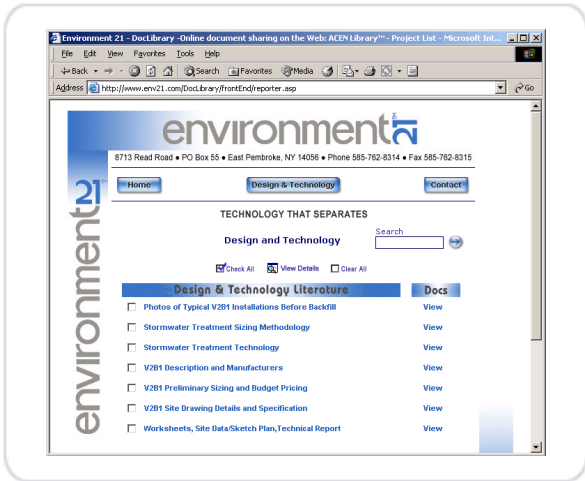 Environment 21 - DocLibrary -Online document sharing on the Web: ACEN Library™ - Project List - Microsoft Int...
File Edit View Favorites Tools Help
Back Search Favorites Media
Address http://www.env21.com/DocLibrary/frontEnd/reporter.asp Go
environment21
8713 Read Road ● PO Box 55 ● East Pembroke, NY 14056 ● Phone 585-762-8314 ● Fax 585-762-8315
Home Design & Technology Contact
TECHNOLOGY THAT SEPARATES
Design and Technology Search
Check All View Details Clear All
Design & Technology Literature Docs
Photos of Typical V2B1 Installations Before Backfill View
Stormwater Treatment Sizing Methodology View
Stormwater Treatment Technology View
V2B1 Description and Manufacturers View
V2B1 Preliminary Sizing and Budget Pricing View
V2B1 Site Drawing Details and Specification View
Worksheets, Site Data/Sketch Plan,Technical Report View
environment 21